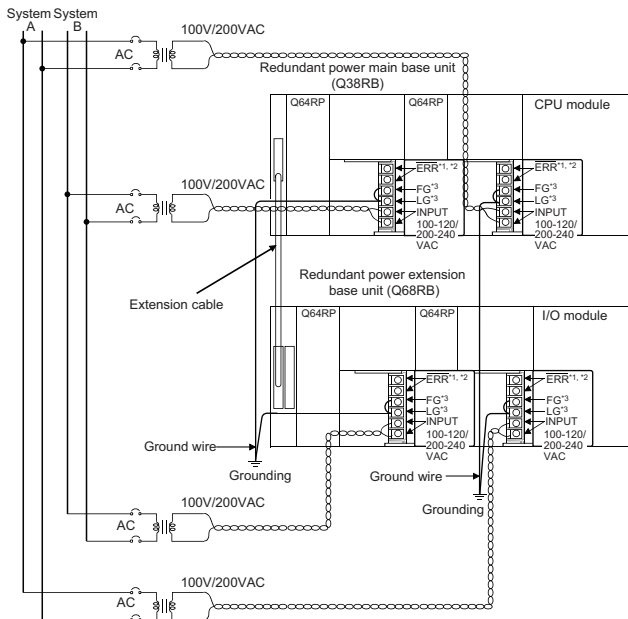 System System
A B
100V/200VAC
AC
Redundant power main base unit
(Q38RB)
Q64RP
Q64RP
CPU module
ERR*1, *2
FG*3
LG*3
INPUT
100-120/
200-240
VAC
ERR*1, *2
FG*3
LG*3
INPUT
100-120/
200-240
VAC
100V/200VAC
AC
Extension cable
Redundant power extension
base unit (Q68RB)
Q64RP
Q64RP
I/O module
ERR*1, *2
FG*3
LG*3
INPUT
100-120/
200-240
VAC
ERR*1, *2
FG*3
LG*3
INPUT
100-120/
200-240
VAC
Ground wire
Grounding
Ground wire
Grounding
100V/200VAC
AC
100V/200VAC
AC